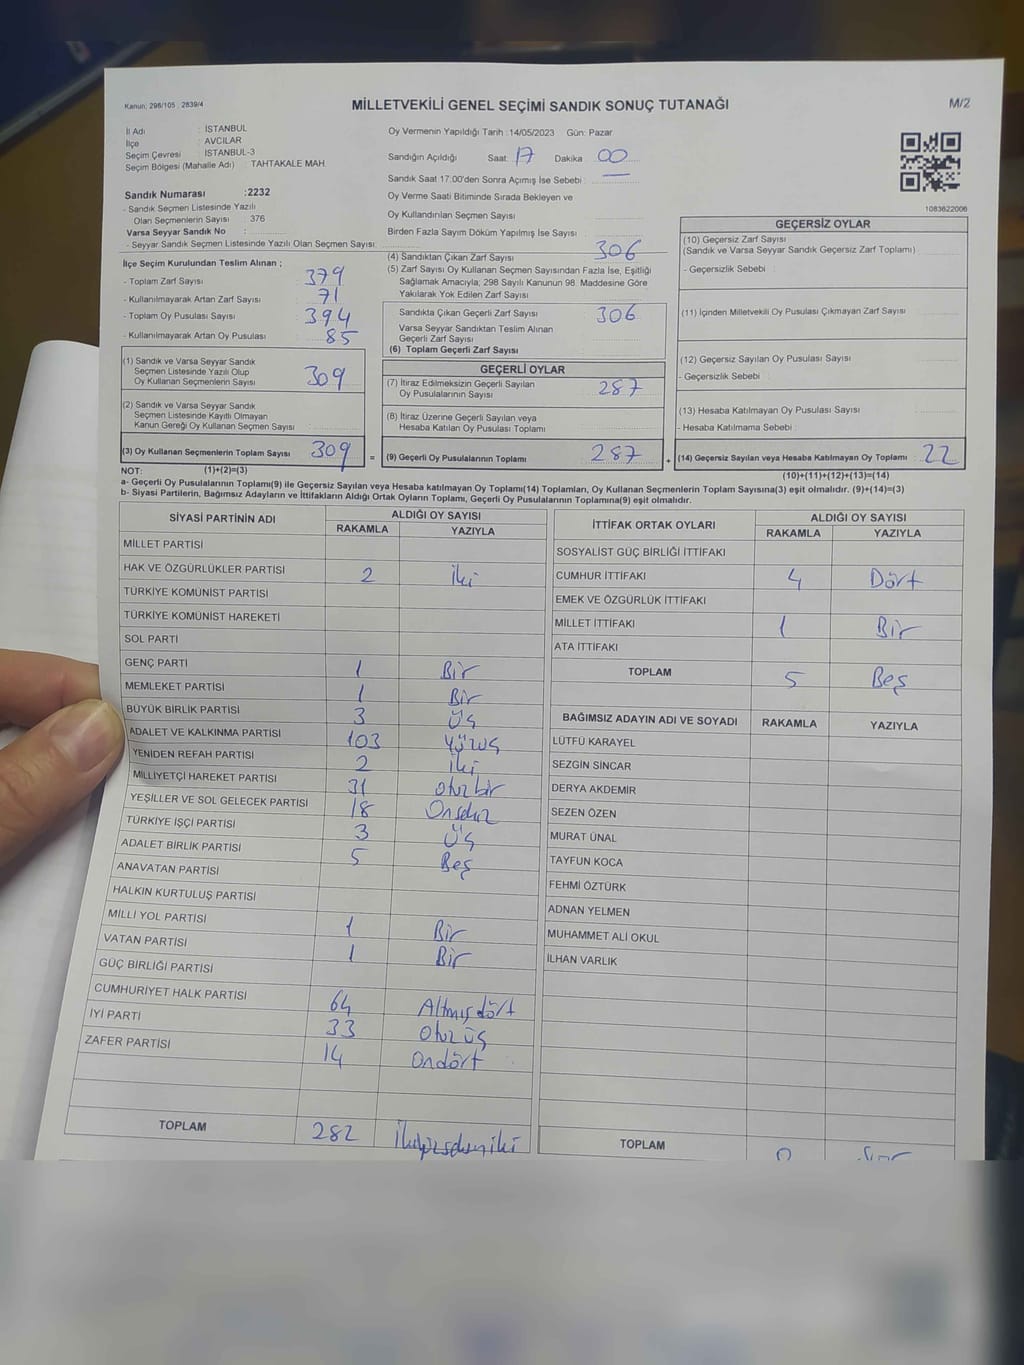 Kanun; 298/105 , 2839/4
MİLLETVEKİLİ GENEL SEÇİMİ SANDIK SONUÇ TUTANAĞI
M/2
İl Adı : İSTANBUL
İlçe : AVCILAR
Seçim Çevresi : İSTANBUL-3
Seçim Bölgesi (Mahalle Adı) : TAHTAKALE MAH.
Sandık Numarası :2232
- Sandık Seçmen Listesinde Yazılı
Olan Seçmenlerin Sayısı : 376
Varsa Seyyar Sandık No :
- Seyyar Sandık Seçmen Listesinde Yazılı Olan Seçmen Sayısı:
Oy Vermenin Yapıldığı Tarih :14/05/2023 Gün: Pazar
Sandığın Açıldığı Saat: 17 Dakika 00
Sandık Saat 17:00'den Sonra Açımış İse Sebebi :
Oy Verme Saati Bitiminde Sırada Bekleyen ve
Oy Kullandırılan Seçmen Sayısı
Birden Fazla Sayım Döküm Yapılmış İse Sayısı :
1083622006
İlçe Seçim Kurulundan Teslim Alınan ;
- Toplam Zarf Sayısı : 379
- Kullanılmayarak Artan Zarf Sayısı : 71
- Toplam Oy Pusulası Sayısı : 394
- Kullanılmayarak Artan Oy Pusulası : 85
(1) Sandık ve Varsa Seyyar Sandık
Seçmen Listesinde Yazılı Olup
Oy Kullanan Seçmenlerin Sayısı 309
(2) Sandık ve Varsa Seyyar Sandık
Seçmen Listesinde Kayıtlı Olmayan
Kanun Gereği Oy Kullanan Seçmen Sayısı
(3) Oy Kullanan Seçmenlerin Toplam Sayısı 309 =
(4) Sandıktan Çıkan Zarf Sayısı 306
(5) Zarf Sayısı Oy Kullanan Seçmen Sayısından Fazla İse, Eşitliği
Sağlamak Amacıyla; 298 Sayılı Kanunun 98. Maddesine Göre
Yakılarak Yok Edilen Zarf Sayısı
Sandıkta Çıkan Geçerli Zarf Sayısı 306
Varsa Seyyar Sandıktan Teslim Alınan
Geçerli Zarf Sayısı
(6) Toplam Geçerli Zarf Sayısı
GEÇERLİ OYLAR
(7) İtiraz Edilmeksizin Geçerli Sayılan
Oy Pusulalarının Sayısı 287
(8) İtiraz Üzerine Geçerli Sayılan veya
Hesaba Katılan Oy Pusulası Toplamı
(9) Geçerli Oy Pusulalarının Toplamı 287 +
GEÇERSİZ OYLAR
(10) Geçersiz Zarf Sayısı
(Sandık ve Varsa Seyyar Sandık Geçersiz Zarf Toplamı)
- Geçersizlik Sebebi :
(11) İçinden Milletvekili Oy Pusulası Çıkmayan Zarf Sayısı
(12) Geçersiz Sayılan Oy Pusulası Sayısı
- Geçersizlik Sebebi :
(13) Hesaba Katılmayan Oy Pusulası Sayısı
- Hesaba Katılmama Sebebi :
(14) Geçersiz Sayılan veya Hesaba Katılmayan Oy Toplamı 22
NOT: (1)+(2)=(3) (10)+(11)+(12)+(13)=(14)
a- Geçerli Oy Pusulalarının Toplamı(9) ile Geçersiz Sayılan veya Hesaba katılmayan Oy Toplamı(14) Toplamları, Oy Kullanan Seçmenlerin Toplam Sayısına(3) eşit olmalıdır. (9)+(14)=(3)
b- Siyasi Partilerin, Bağımsız Adayların ve İttifakların Aldığı Ortak Oyların Toplamı, Geçerli Oy Pusulalarının Toplamına(9) eşit olmalıdır.
SİYASİ PARTİNİN ADI ALDIĞI OY SAYISI
RAKAMLA YAZIYLA
MİLLET PARTİSİ
HAK VE ÖZGÜRLÜKLER PARTİSİ 2 İki
TÜRKİYE KOMÜNİST PARTİSİ
TÜRKİYE KOMÜNİST HAREKETİ
SOL PARTİ
GENÇ PARTİ 1 Bir
MEMLEKET PARTİSİ 1 Bir
BÜYÜK BİRLİK PARTİSİ 3 Üç
ADALET VE KALKINMA PARTİSİ 103 Yüzüç
YENİDEN REFAH PARTİSİ 2 İki
MİLLİYETÇİ HAREKET PARTİSİ 31 Otuzbir
YEŞİLLER VE SOL GELECEK PARTİSİ 18 Onsekiz
TÜRKİYE İŞÇİ PARTİSİ 3 Üç
ADALET BİRLİK PARTİSİ 5 Beş
ANAVATAN PARTİSİ
HALKIN KURTULUŞ PARTİSİ
MİLLİ YOL PARTİSİ 1 Bir
VATAN PARTİSİ 1 Bir
GÜÇ BİRLİĞİ PARTİSİ
CUMHURİYET HALK PARTİSİ 64 Altmışdört
İYİ PARTİ 33 Otuzüç
ZAFER PARTİSİ 14 Ondört
TOPLAM 282
İTTİFAK ORTAK OYLARI ALDIĞI OY SAYISI
RAKAMLA YAZIYLA
SOSYALİST GÜÇ BİRLİĞİ İTTİFAKI
CUMHUR İTTİFAKI 4 Dört
EMEK VE ÖZGÜRLÜK İTTİFAKI
MİLLET İTTİFAKI 1 Bir
ATA İTTİFAKI
TOPLAM 5 Beş
BAĞIMSIZ ADAYIN ADI VE SOYADI RAKAMLA YAZIYLA
LÜTFÜ KARAYEL
SEZGİN SİNCAR
DERYA AKDEMİR
SEZEN ÖZEN
MURAT ÜNAL
TAYFUN KOCA
FEHMİ ÖZTÜRK
ADNAN YELMEN
MUHAMMET ALİ OKUL
İLHAN VARLIK
TOPLAM 0